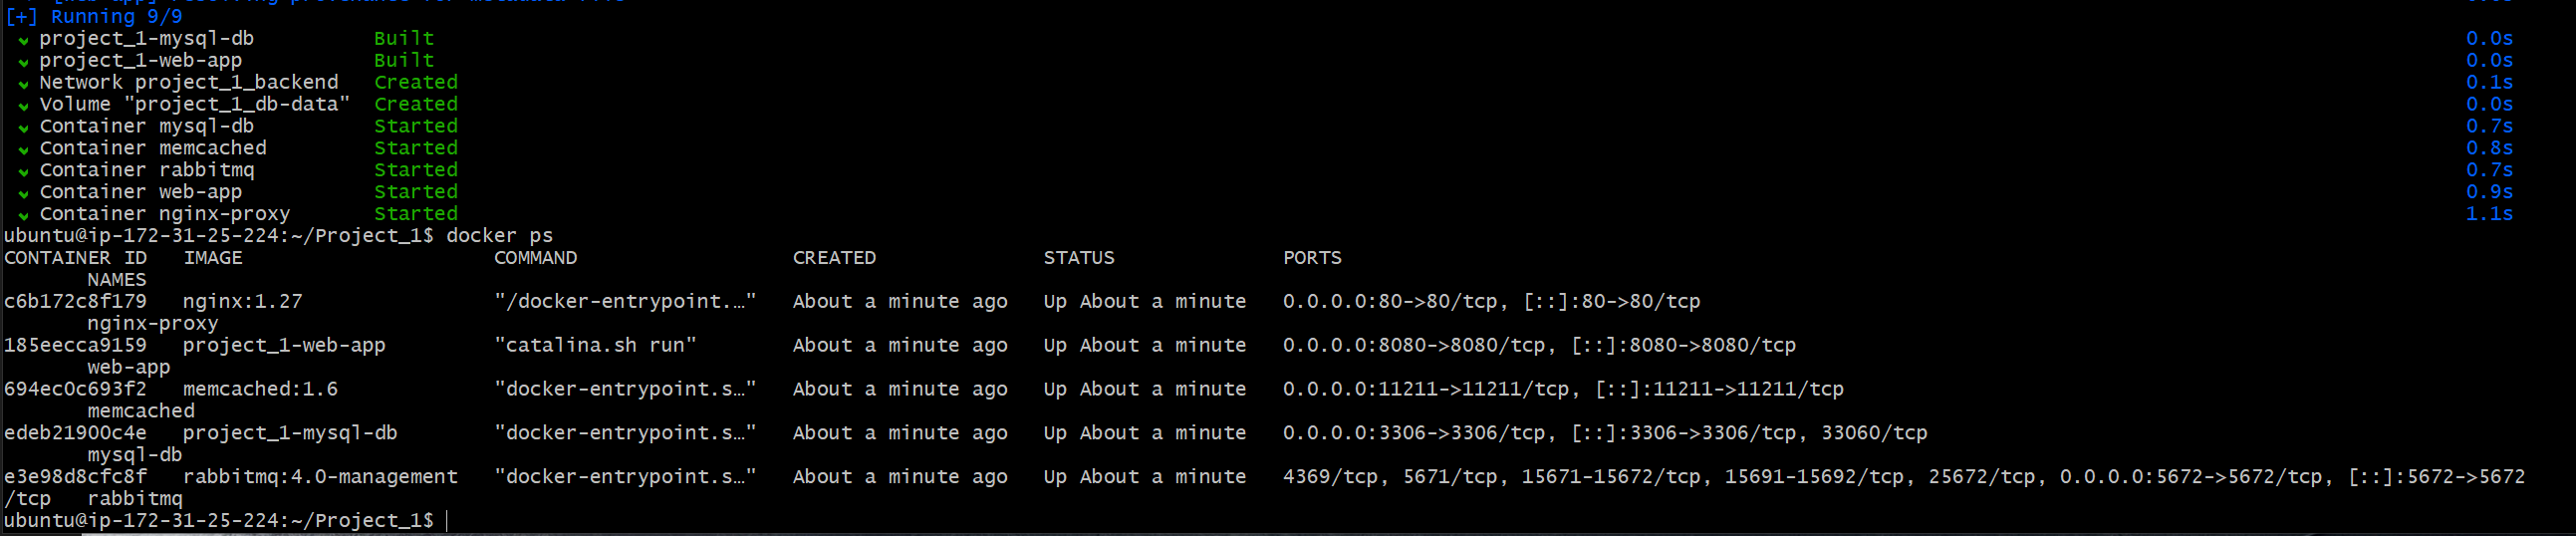 [+] Running 9/9
✔ project_1-mysql-db Built 0.0s
✔ project_1-web-app Built 0.0s
✔ Network project_1_backend Created 0.1s
✔ Volume "project_1_db-data" Created 0.0s
✔ Container mysql-db Started 0.7s
✔ Container memcached Started 0.8s
✔ Container rabbitmq Started 0.7s
✔ Container web-app Started 0.9s
✔ Container nginx-proxy Started 1.1s
ubuntu@ip-172-31-25-224:~/Project_1$ docker ps
CONTAINER ID IMAGE COMMAND CREATED STATUS PORTS
NAMES
c6b172c8f179 nginx:1.27 "/docker-entrypoint.…" About a minute ago Up About a minute 0.0.0.0:80->80/tcp, [::]:80->80/tcp
nginx-proxy
185eecca9159 project_1-web-app "catalina.sh run" About a minute ago Up About a minute 0.0.0.0:8080->8080/tcp, [::]:8080->8080/tcp
web-app
694ec0c693f2 memcached:1.6 "docker-entrypoint.s…" About a minute ago Up About a minute 0.0.0.0:11211->11211/tcp, [::]:11211->11211/tcp
memcached
edeb21900c4e project_1-mysql-db "docker-entrypoint.s…" About a minute ago Up About a minute 0.0.0.0:3306->3306/tcp, [::]:3306->3306/tcp, 33060/tcp
mysql-db
e3e98d8cfc8f rabbitmq:4.0-management "docker-entrypoint.s…" About a minute ago Up About a minute 4369/tcp, 5671/tcp, 15671-15672/tcp, 15691-15692/tcp, 25672/tcp, 0.0.0.0:5672->5672/tcp, [::]:5672->5672
/tcp rabbitmq
ubuntu@ip-172-31-25-224:~/Project_1$